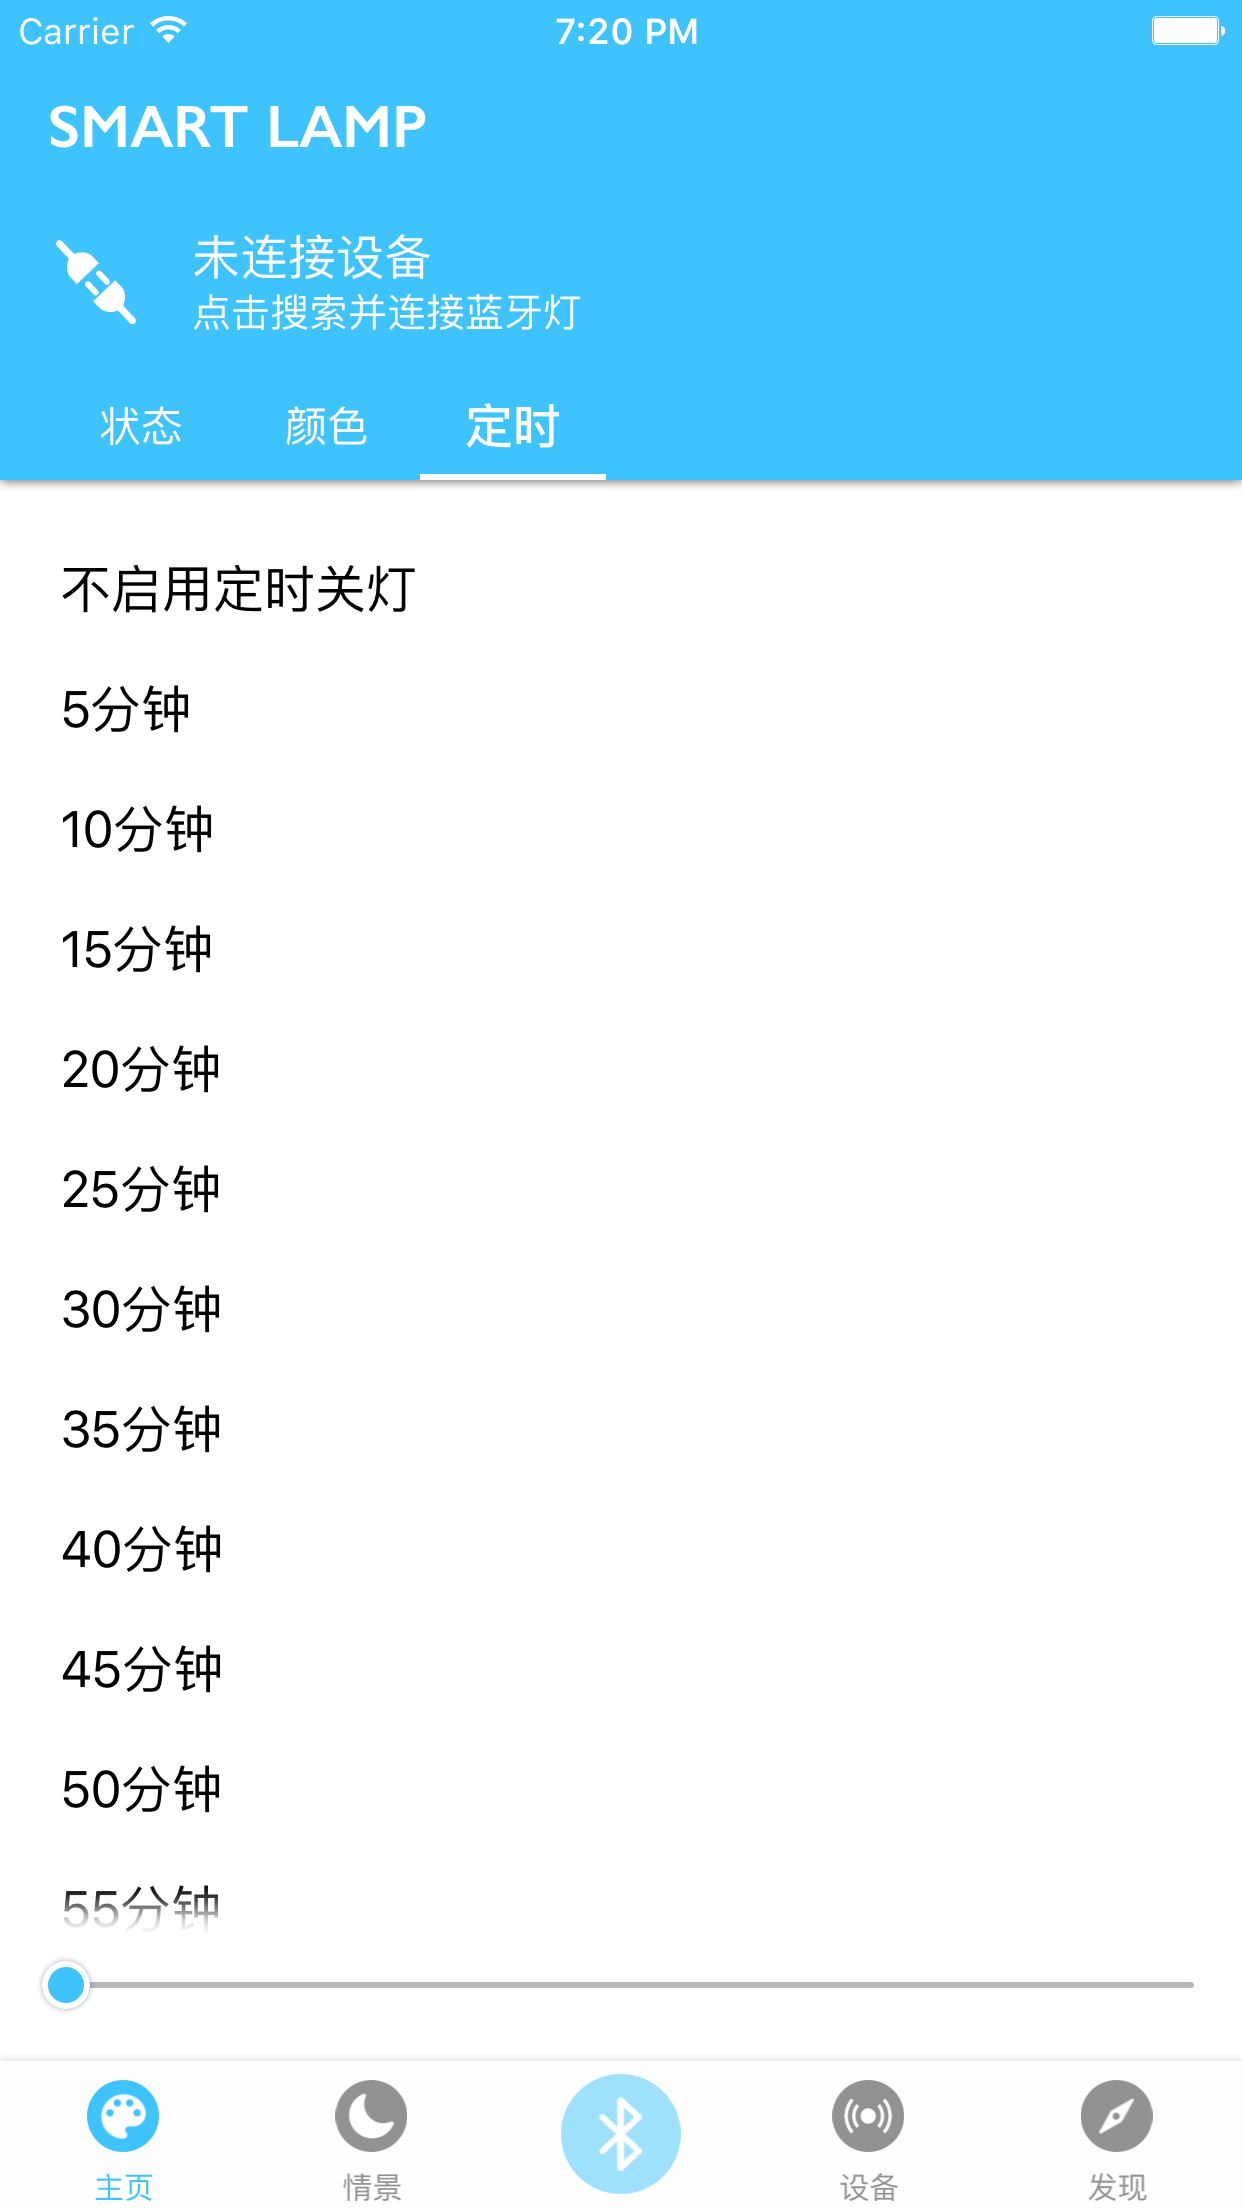 Carrier 7:20 PM
SMART LAMP
未连接设备
点击搜索并连接蓝牙灯
状态 颜色 定时
不启用定时关灯
5分钟
10分钟
15分钟
20分钟
25分钟
30分钟
35分钟
40分钟
45分钟
50分钟
55分钟
主页 情景 设备 发现